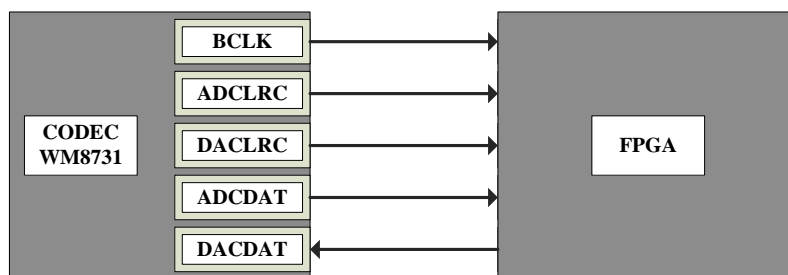 BCLK
ADCLRC
CODEC
WM8731
DACLRC
FPGA
ADCDAT
DACDAT